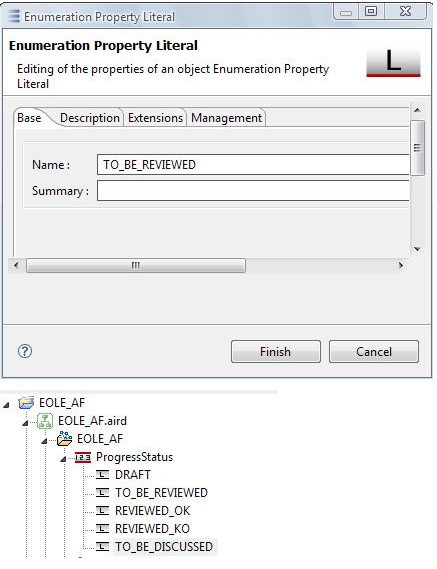 Enumeration Property Literal
Enumeration Property Literal
L
Editing of the properties of an object Enumeration Property
Literal
Base Description Extensions Management
Name : TO_BE_REVIEWED
Summary :
? Finish Cancel
EOLE_AF
EOLE_AF.aird
EOLE_AF
123 ProgressStatus
L DRAFT
L TO_BE_REVIEWED
L REVIEWED_OK
L REVIEWED_KO
L TO_BE_DISCUSSED